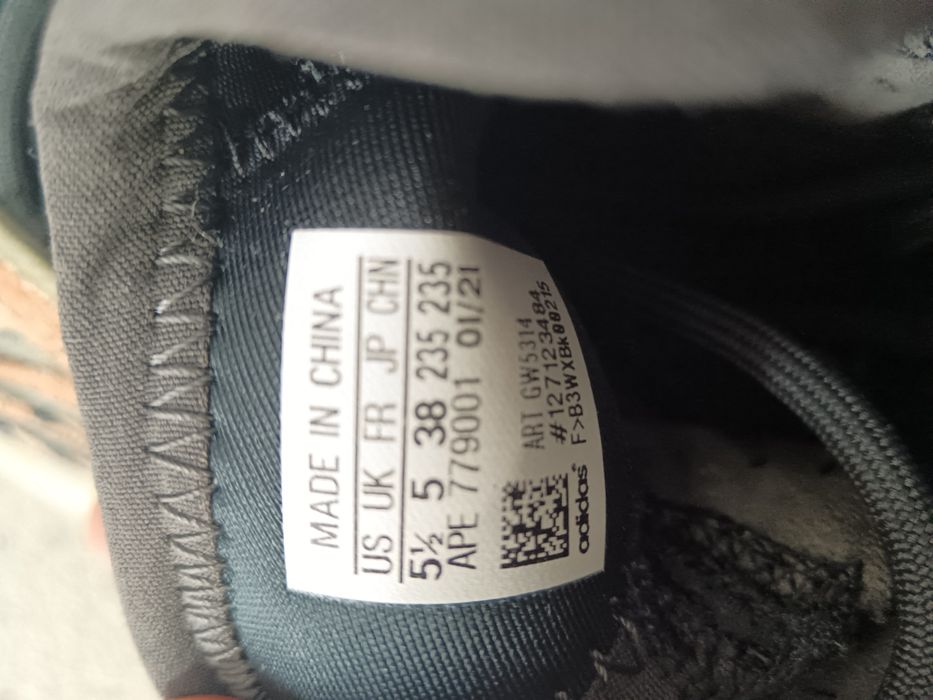 MADE IN CHINA
US UK FR JP CHN
5½ 5 38 235 235
APE 779001 01/21
ART GW5314
#127123484
F>B3WXBk00215
adidas